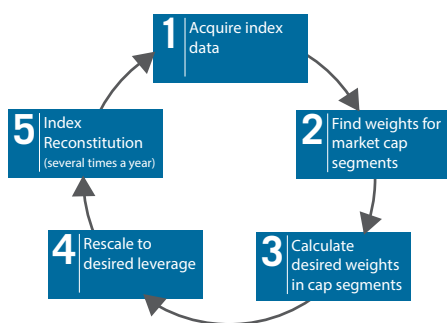 1 Acquire index
data
2 Find weights for
market cap
segments
3 Calculate
desired weights
in cap segments
4 Rescale to
desired leverage
5 Index
Reconstitution
(several times a year)